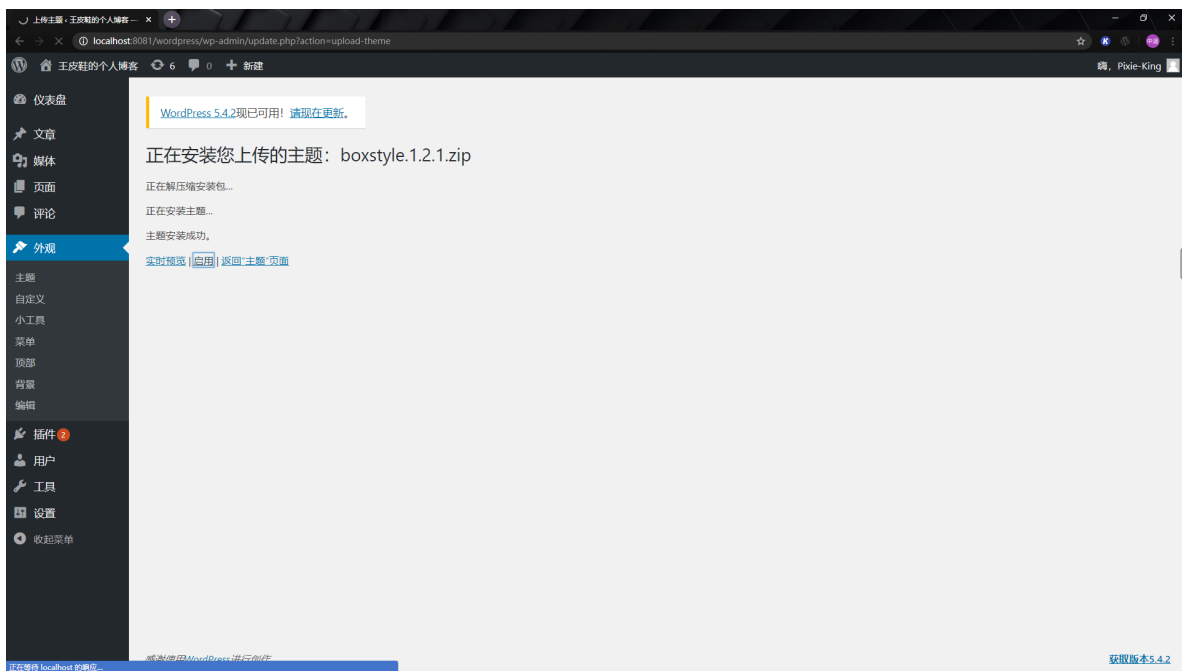 上传主题 ‹ 王皮鞋的个人博客 —
localhost:8081/wordpress/wp-admin/update.php?action=upload-theme
王皮鞋的个人博客 6 0 新建 嗨，Pixie-King
仪表盘
文章
媒体
页面
评论
外观
主题
自定义
小工具
菜单
顶部
背景
编辑
插件 2
用户
工具
设置
收起菜单
WordPress 5.4.2现已可用！请现在更新。
正在安装您上传的主题：boxstyle.1.2.1.zip
正在解压缩安装包…
正在安装主题…
主题安装成功。
实时预览 | 启用 | 返回“主题”页面
感谢使用WordPress进行创作。
获取版本5.4.2
正在等待 localhost 的响应...